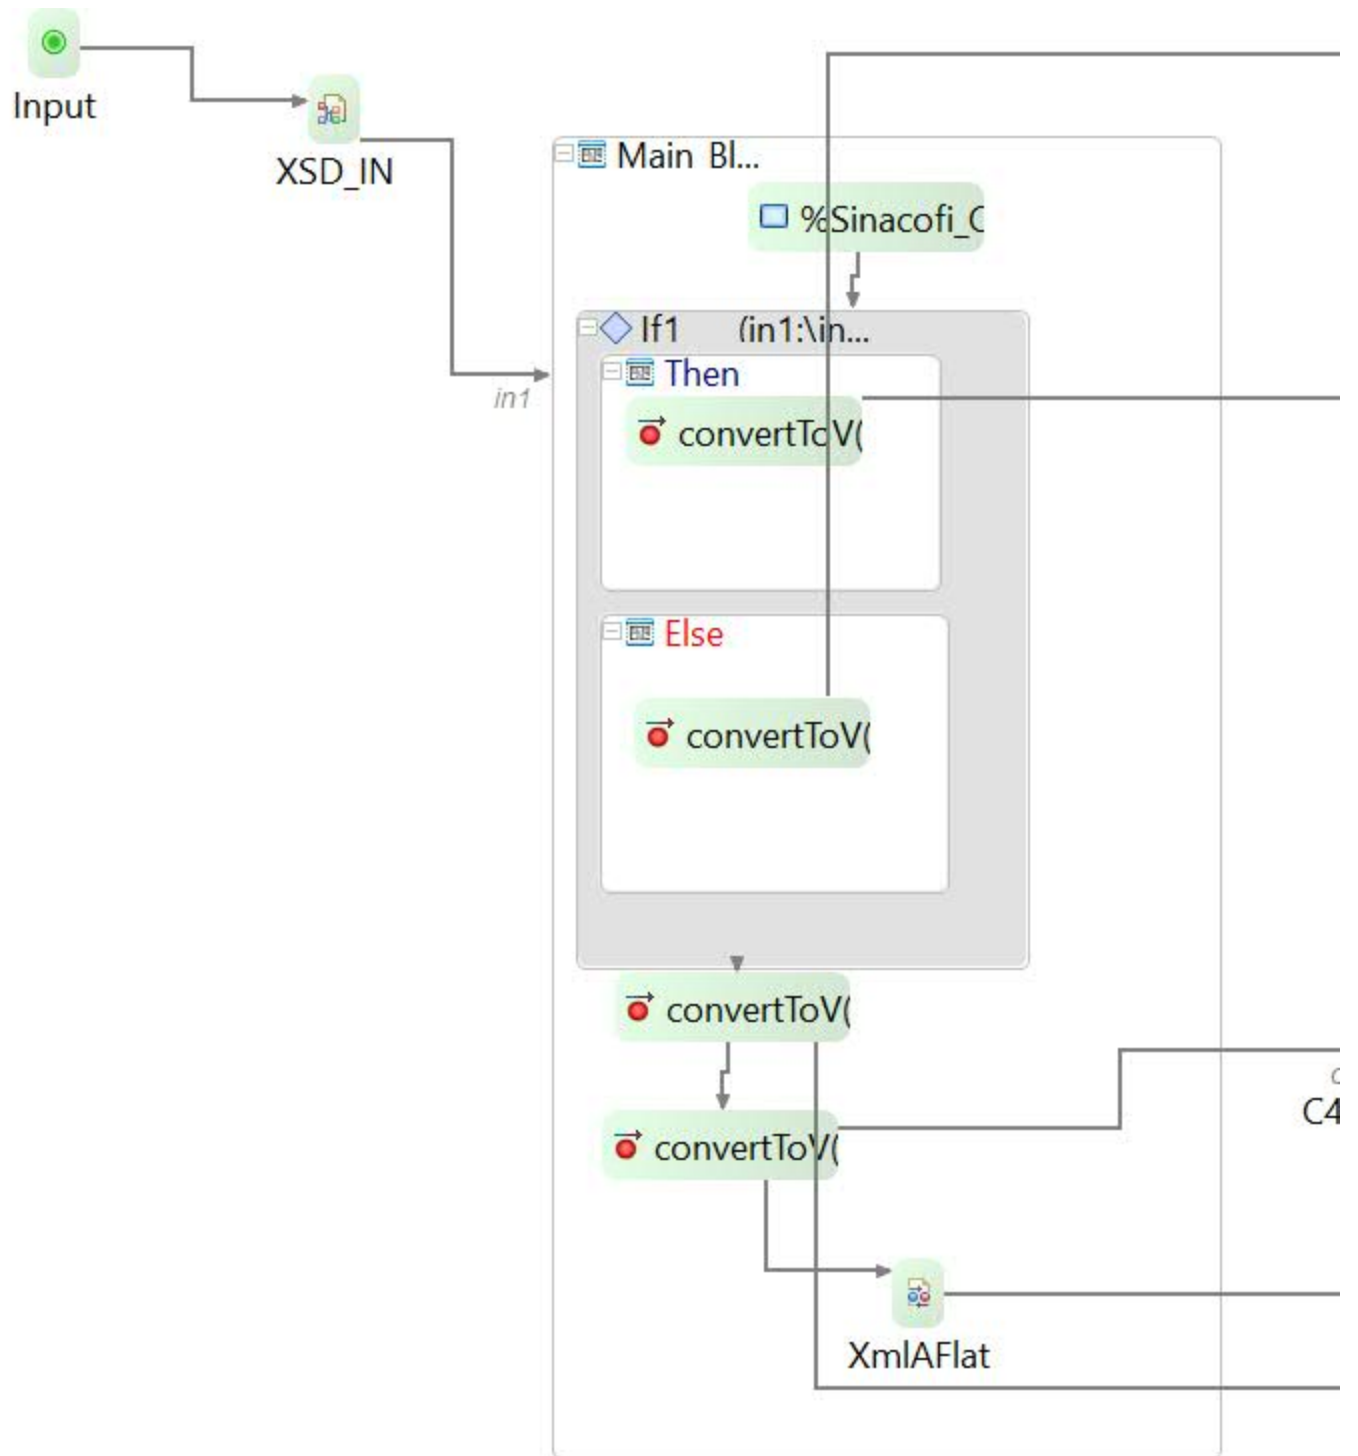 Input
XSD_IN
in1
Main Bl...
%Sinacofi_C
If1 (in1:\in...
Then
convertToV(
Else
convertToV(
convertToV(
convertToV(
C4
XmlAFlat